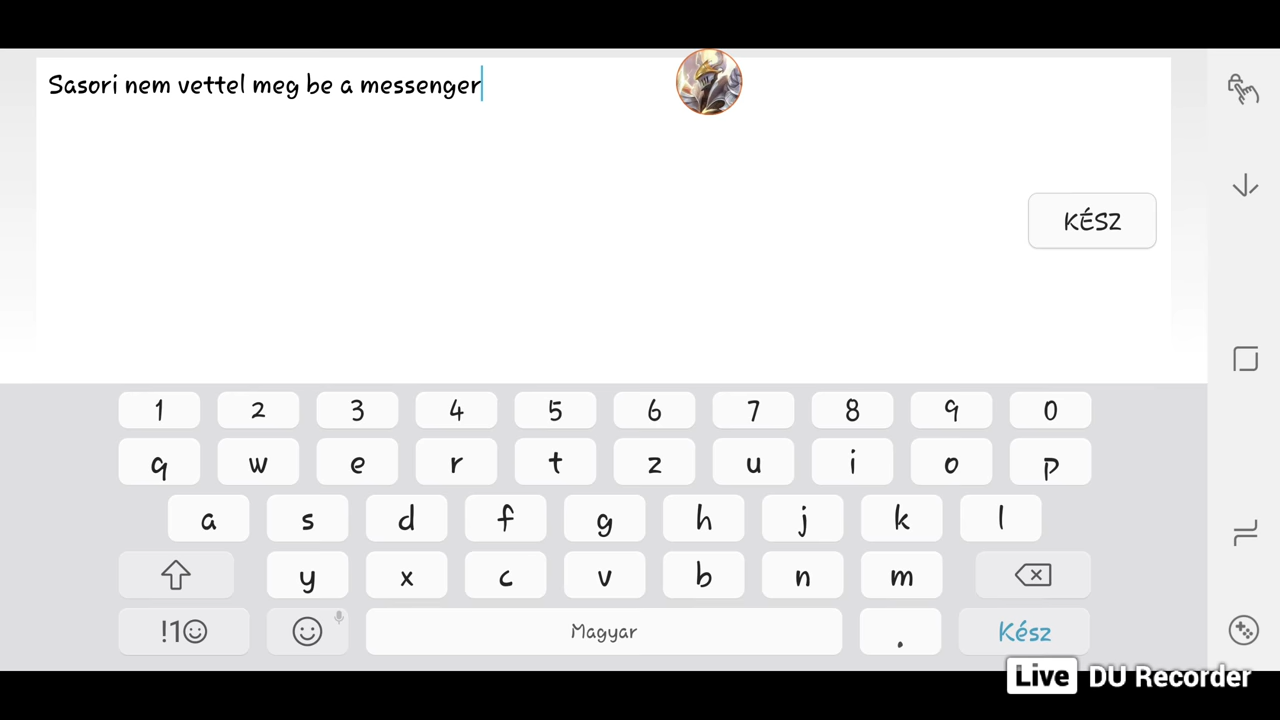 Sasori nem vettel meg be a messenger
KÉSZ
1 2 3 4 5 6 7 8 9 0
q w e r t z u i o p
a s d f g h j k l
y x c v b n m
!1☺ Magyar . Kész
Live DU Recorder